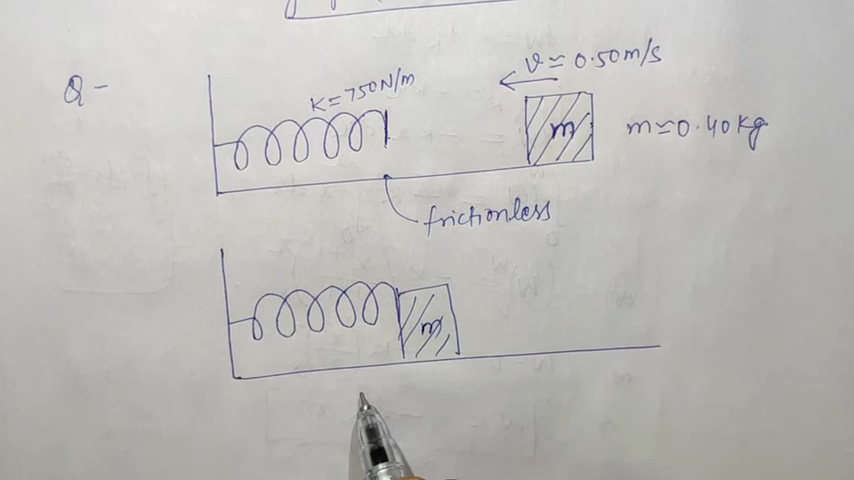 Q-
v = 0.50 m/s
K = 750 N/m
m
m = 0.40 kg
frictionless
m